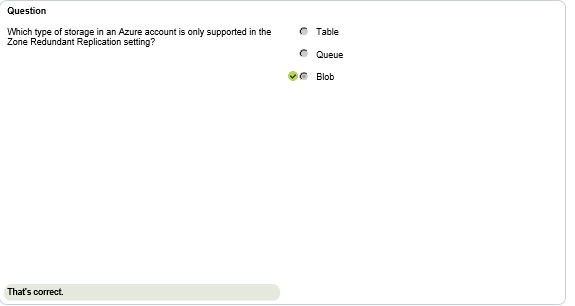 Question
Which type of storage in an Azure account is only supported in the
Zone Redundant Replication setting?
Table
Queue
Blob
That's correct.